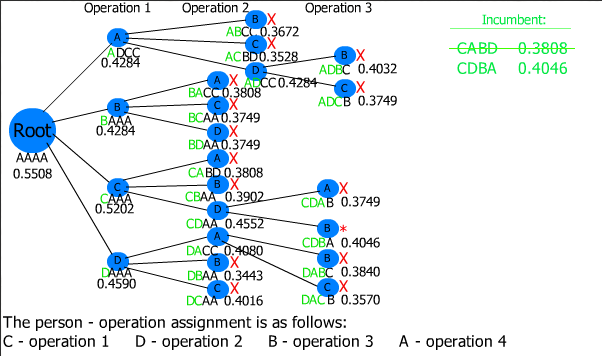 Operation 1 Operation 2 Operation 3
Incumbent:
CABD 0.3808
CDBA 0.4046
Root
AAAA
0.5508
A
ADCC
0.4284
B
BAAA
0.4284
C
CAAA
0.5202
D
DAAA
0.4590
B X
ABCC 0.3672
C X
ACBD 0.3528
D
ADCC 0.4284
A X
BACC 0.3808
C X
BCAA 0.3749
D X
BDAA 0.3749
A X
CABD 0.3808
B X
CBAA 0.3902
D
CDAA 0.4552
A
DACC 0.4080
B X
DBAA 0.3443
C X
DCAA 0.4016
B X
ADBC 0.4032
C X
ADCB 0.3749
A X
CDAB 0.3749
B *
CDBA 0.4046
B X
DABC 0.3840
C X
DACB 0.3570
The person - operation assignment is as follows:
C - operation 1 D - operation 2 B - operation 3 A - operation 4